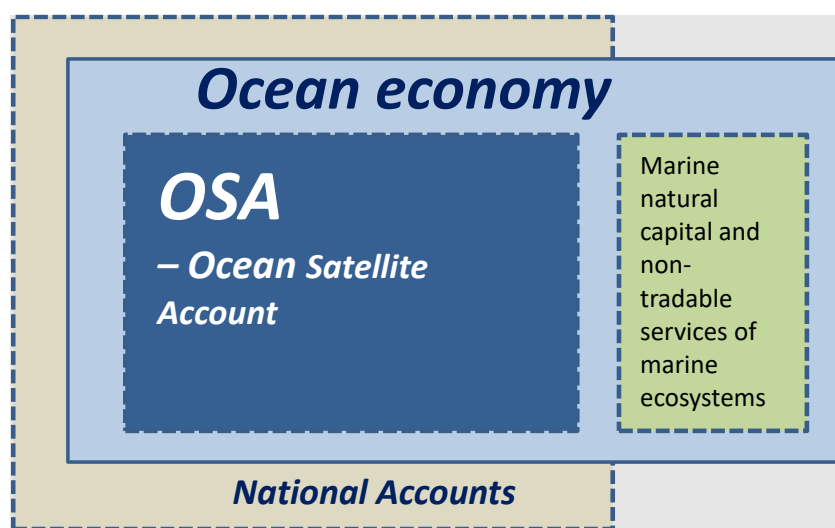 Ocean economy
OSA
– Ocean Satellite
Account
Marine
natural
capital and
non-
tradable
services of
marine
ecosystems
National Accounts